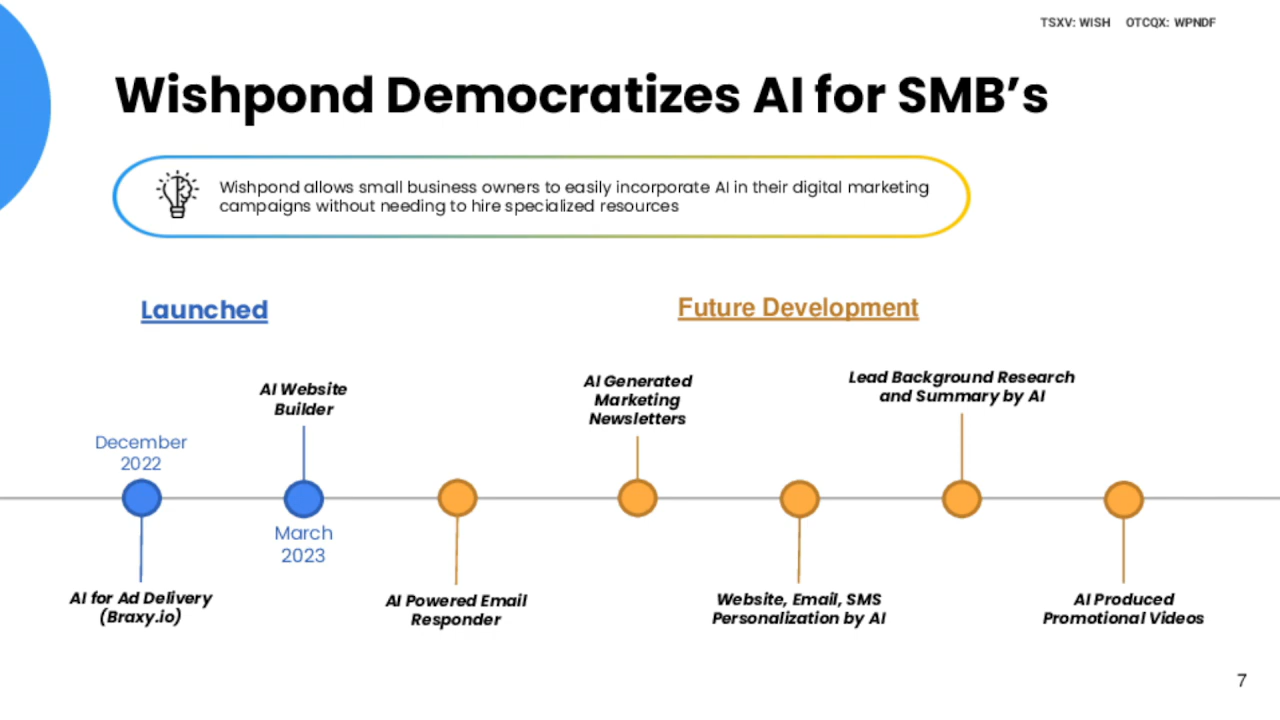 TSXV: WISH OTCQX: WPNDF
Wishpond Democratizes AI for SMB’s
Wishpond allows small business owners to easily incorporate AI in their digital marketing
campaigns without needing to hire specialized resources
Launched
Future Development
December
2022
AI for Ad Delivery
(Braxy.io)
AI Website
Builder
March
2023
AI Powered Email
Responder
AI Generated
Marketing
Newsletters
Website, Email, SMS
Personalization by AI
Lead Background Research
and Summary by AI
AI Produced
Promotional Videos
7